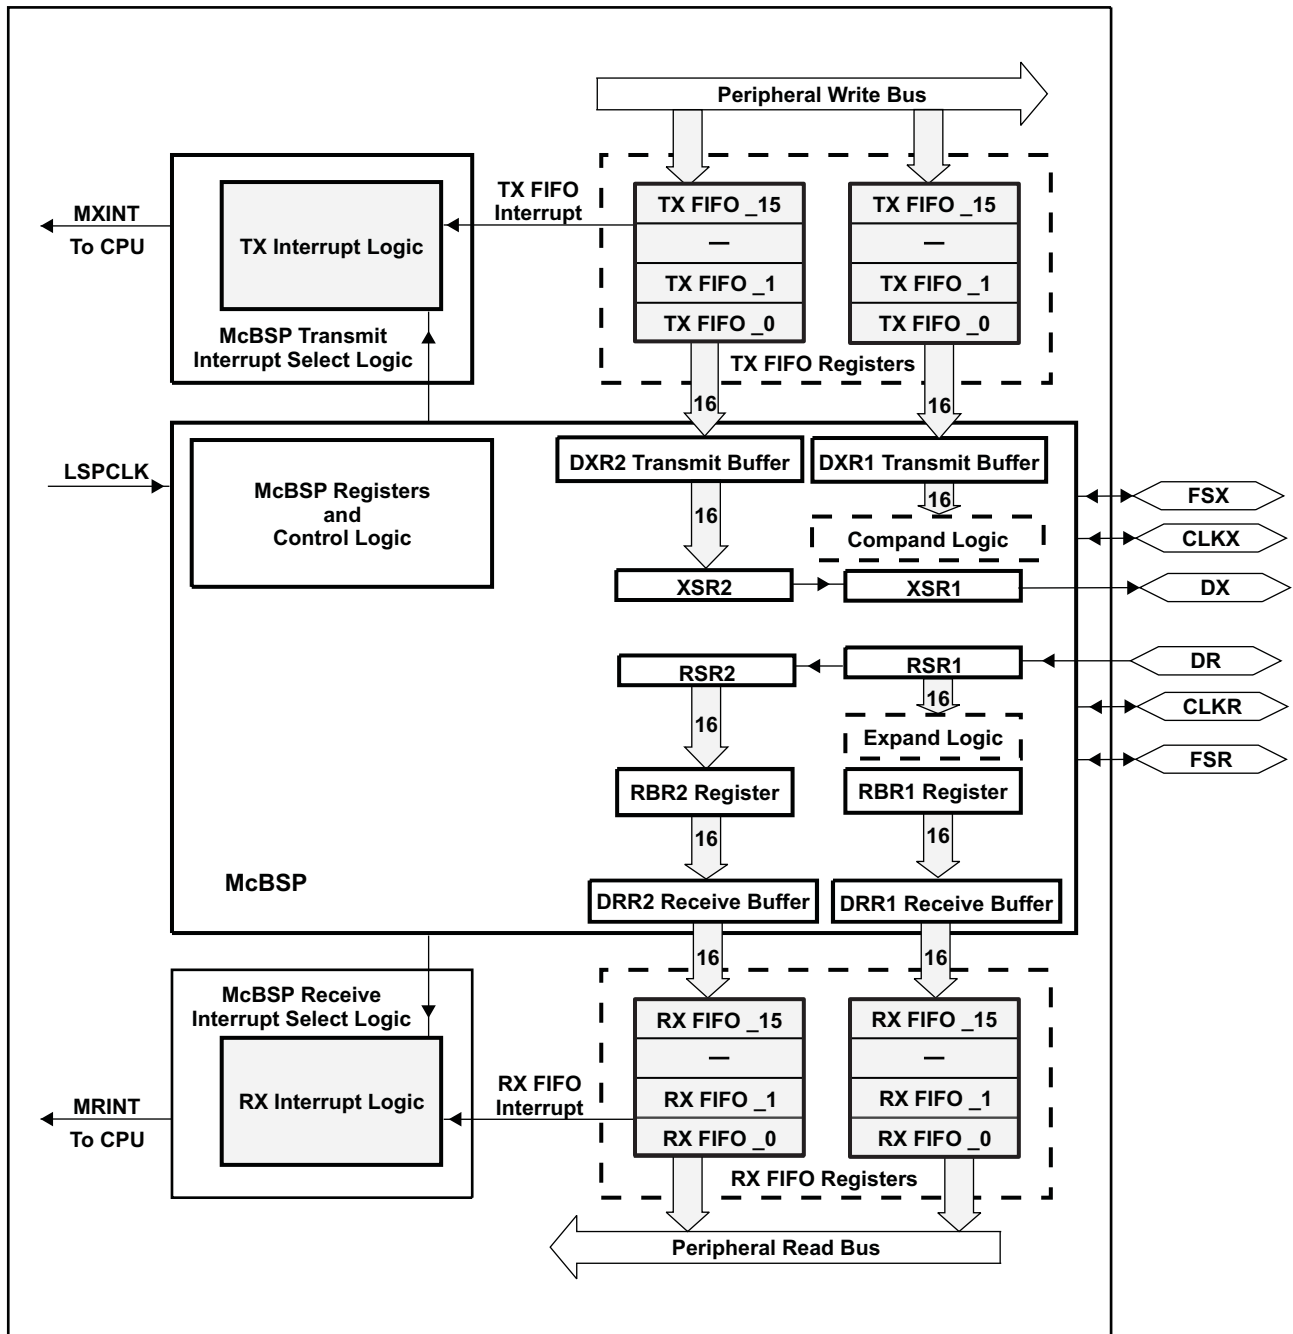 Peripheral Write Bus
MXINT
To CPU
TX Interrupt Logic
McBSP Transmit
Interrupt Select Logic
TX FIFO
Interrupt
TX FIFO _15
—
TX FIFO _1
TX FIFO _0
TX FIFO _15
—
TX FIFO _1
TX FIFO _0
TX FIFO Registers
16
16
LSPCLK
McBSP Registers
and
Control Logic
DXR2 Transmit Buffer
DXR1 Transmit Buffer
16
16
Compand Logic
XSR2
XSR1
RSR2
RSR1
16
16
Expand Logic
RBR2 Register
RBR1 Register
16
16
McBSP
DRR2 Receive Buffer
DRR1 Receive Buffer
FSX
CLKX
DX
DR
CLKR
FSR
16
16
McBSP Receive
Interrupt Select Logic
RX Interrupt Logic
MRINT
To CPU
RX FIFO
Interrupt
RX FIFO _15
—
RX FIFO _1
RX FIFO _0
RX FIFO _15
—
RX FIFO _1
RX FIFO _0
RX FIFO Registers
Peripheral Read Bus